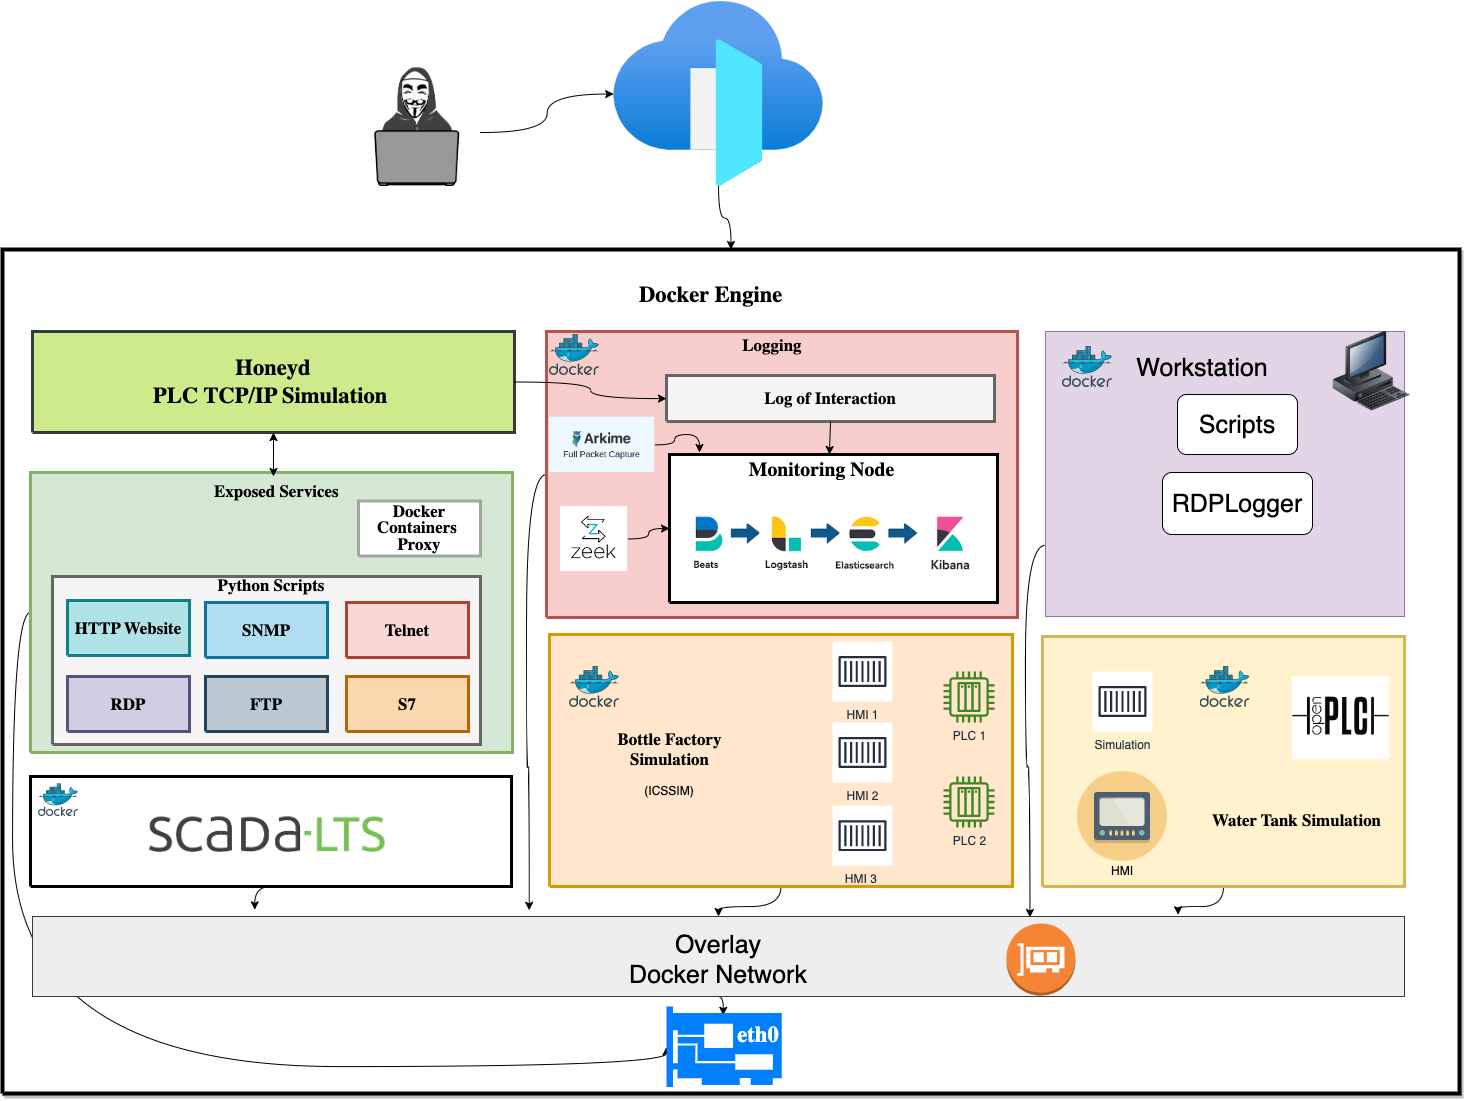 Docker Engine
Honeyd
PLC TCP/IP Simulation
docker
Logging
Log of Interaction
Arkime
Full Packet Capture
Monitoring Node
zeek
Beats
Logstash
Elasticsearch
Kibana
docker
Workstation
Scripts
RDPLogger
Exposed Services
Docker
Containers
Proxy
Python Scripts
HTTP Website
SNMP
Telnet
RDP
FTP
S7
docker
SCADA-LTS
docker
Bottle Factory
Simulation
(ICSSIM)
HMI 1
HMI 2
HMI 3
PLC 1
PLC 2
Simulation
docker
open PLC
HMI
Water Tank Simulation
Overlay
Docker Network
eth0